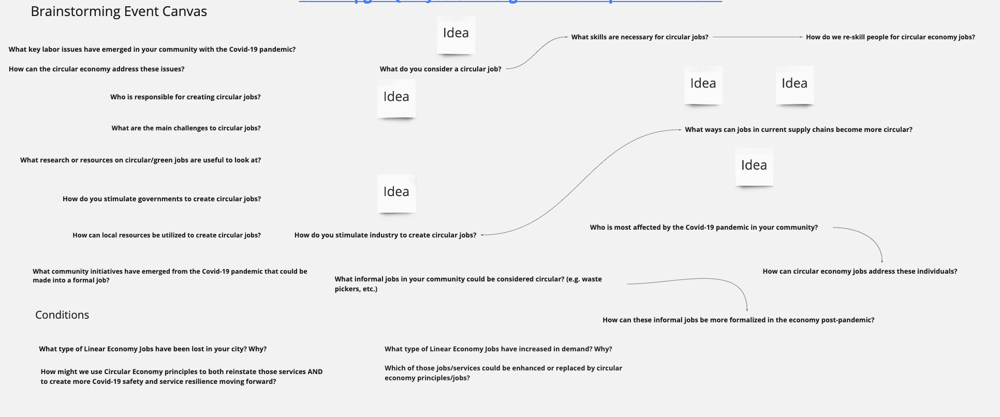 Brainstorming Event Canvas
Idea
What skills are necessary for circular jobs?
How do we re-skill people for circular economy jobs?
What key labor issues have emerged in your community with the Covid-19 pandemic?
How can the circular economy address these issues?
What do you consider a circular job?
Idea
Idea
Who is responsible for creating circular jobs?
Idea
What are the main challenges to circular jobs?
What ways can jobs in current supply chains become more circular?
What research or resources on circular/green jobs are useful to look at?
Idea
How do you stimulate governments to create circular jobs?
Idea
Who is most affected by the Covid-19 pandemic in your community?
How can local resources be utilized to create circular jobs?
How do you stimulate industry to create circular jobs?
What community initiatives have emerged from the Covid-19 pandemic that could be
made into a formal job?
How can circular economy jobs address these individuals?
What informal jobs in your community could be considered circular? (e.g. waste
pickers, etc.)
Conditions
How can these informal jobs be more formalized in the economy post-pandemic?
What type of Linear Economy Jobs have been lost in your city? Why?
What type of Linear Economy Jobs have increased in demand? Why?
How might we use Circular Economy principles to both reinstate those services AND
to create more Covid-19 safety and service resilience moving forward?
Which of those jobs/services could be enhanced or replaced by circular
economy principles/jobs?